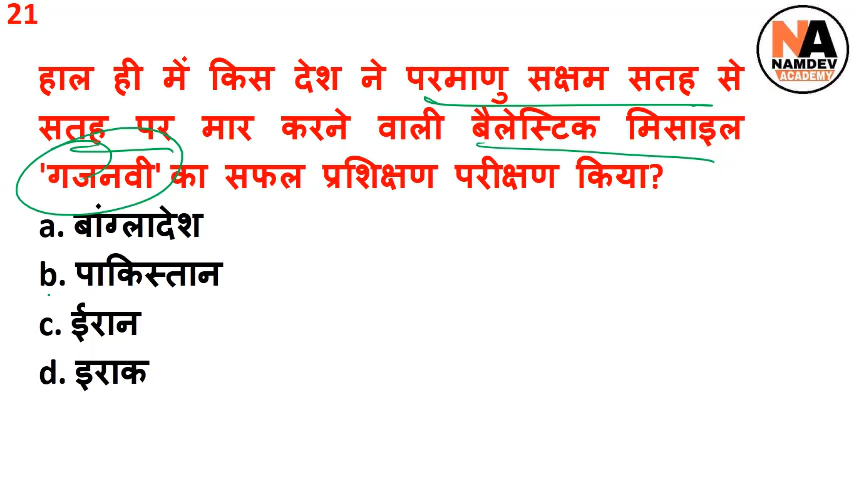 21
NA
NAMDEV
ACADEMY
हाल ही में किस देश ने परमाणु सक्षम सतह से
सतह पर मार करने वाली बैलेस्टिक मिसाइल
'गजनवी' का सफल प्रशिक्षण परीक्षण किया?
a. बांग्लादेश
b. पाकिस्तान
c. ईरान
d. इराक